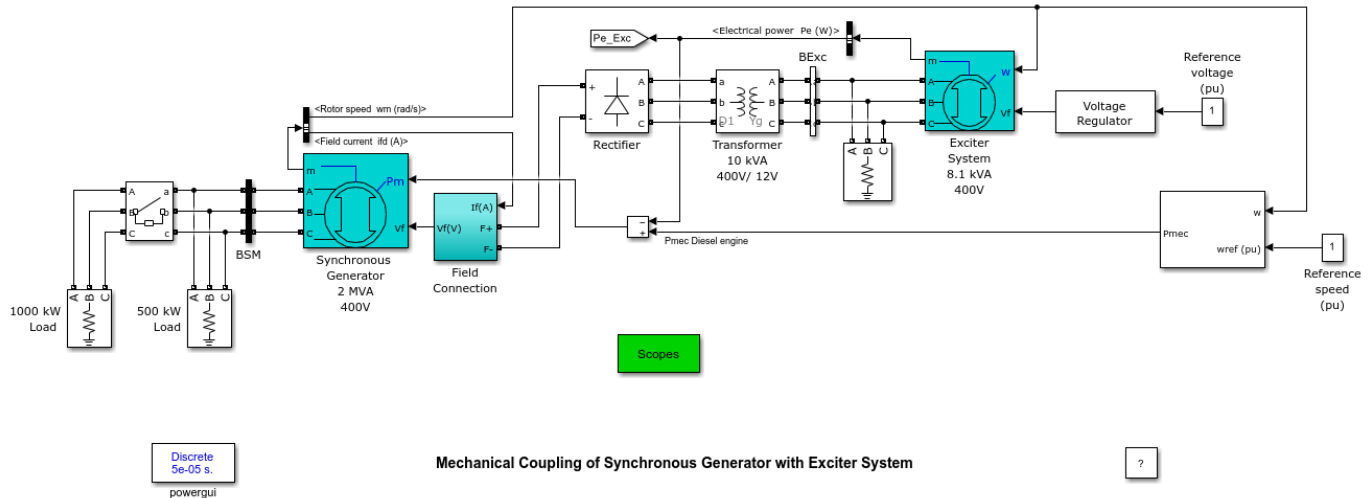 <Electrical power Pe (W)>
Pe_Exc
BExc
m
w
A
B
C
Vf
Reference
voltage
(pu)
1
Voltage
Regulator
Exciter
System
8.1 kVA
400V
+
-
A
B
C
Rectifier
a
b
c
A
B
C
D1 Yg
Transformer
10 kVA
400V/ 12V
A B C
<Rotor speed wm (rad/s)>
<Field current ifd (A)>
m
Pm
A
B
C
Vf
Synchronous
Generator
2 MVA
400V
If(A)
Vf(V)
F+
F-
Field
Connection
−
+
Pmec Diesel engine
Pmec
w
wref (pu)
1
Reference
speed
(pu)
A
B
C
a
b
c
BSM
A B C
1000 kW
Load
A B C
500 kW
Load
Scopes
Discrete
5e-05 s.
powergui
Mechanical Coupling of Synchronous Generator with Exciter System
?